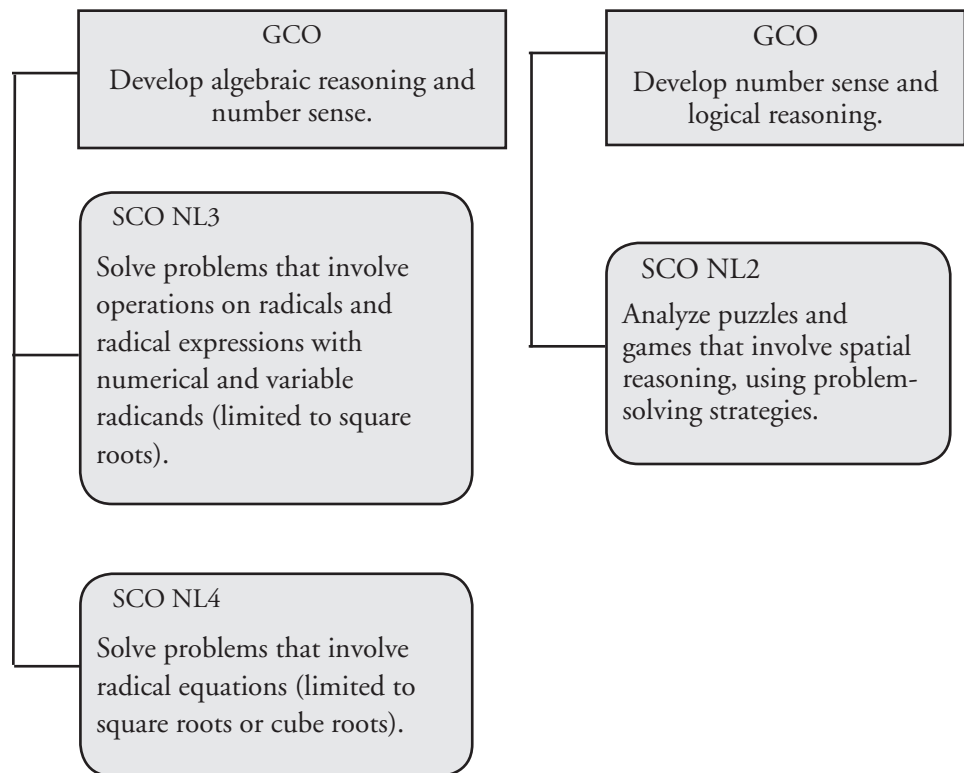 GCO
Develop algebraic reasoning and
number sense.
SCO NL3
Solve problems that involve
operations on radicals and
radical expressions with
numerical and variable
radicands (limited to square
roots).
SCO NL4
Solve problems that involve
radical equations (limited to
square roots or cube roots).
GCO
Develop number sense and
logical reasoning.
SCO NL2
Analyze puzzles and
games that involve spatial
reasoning, using problem-
solving strategies.